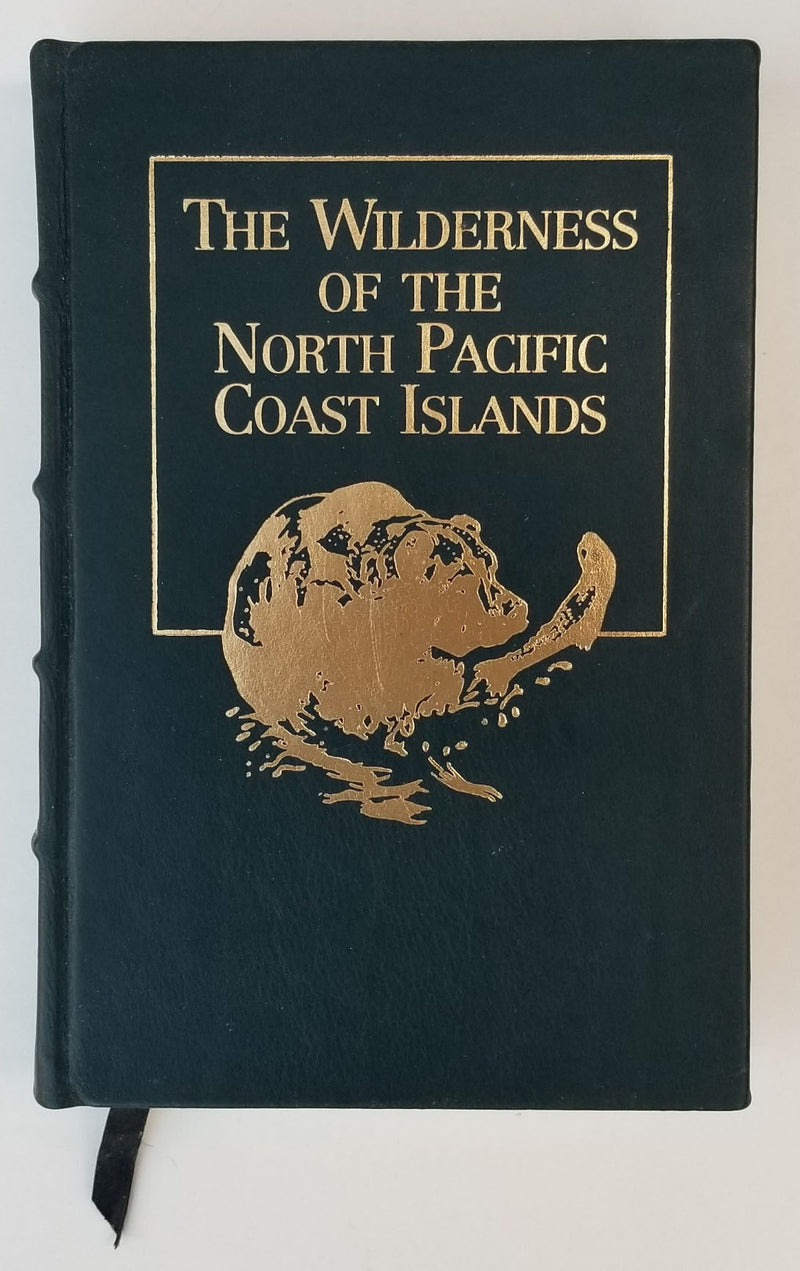 The Wilderness
of the
North Pacific
Coast Islands